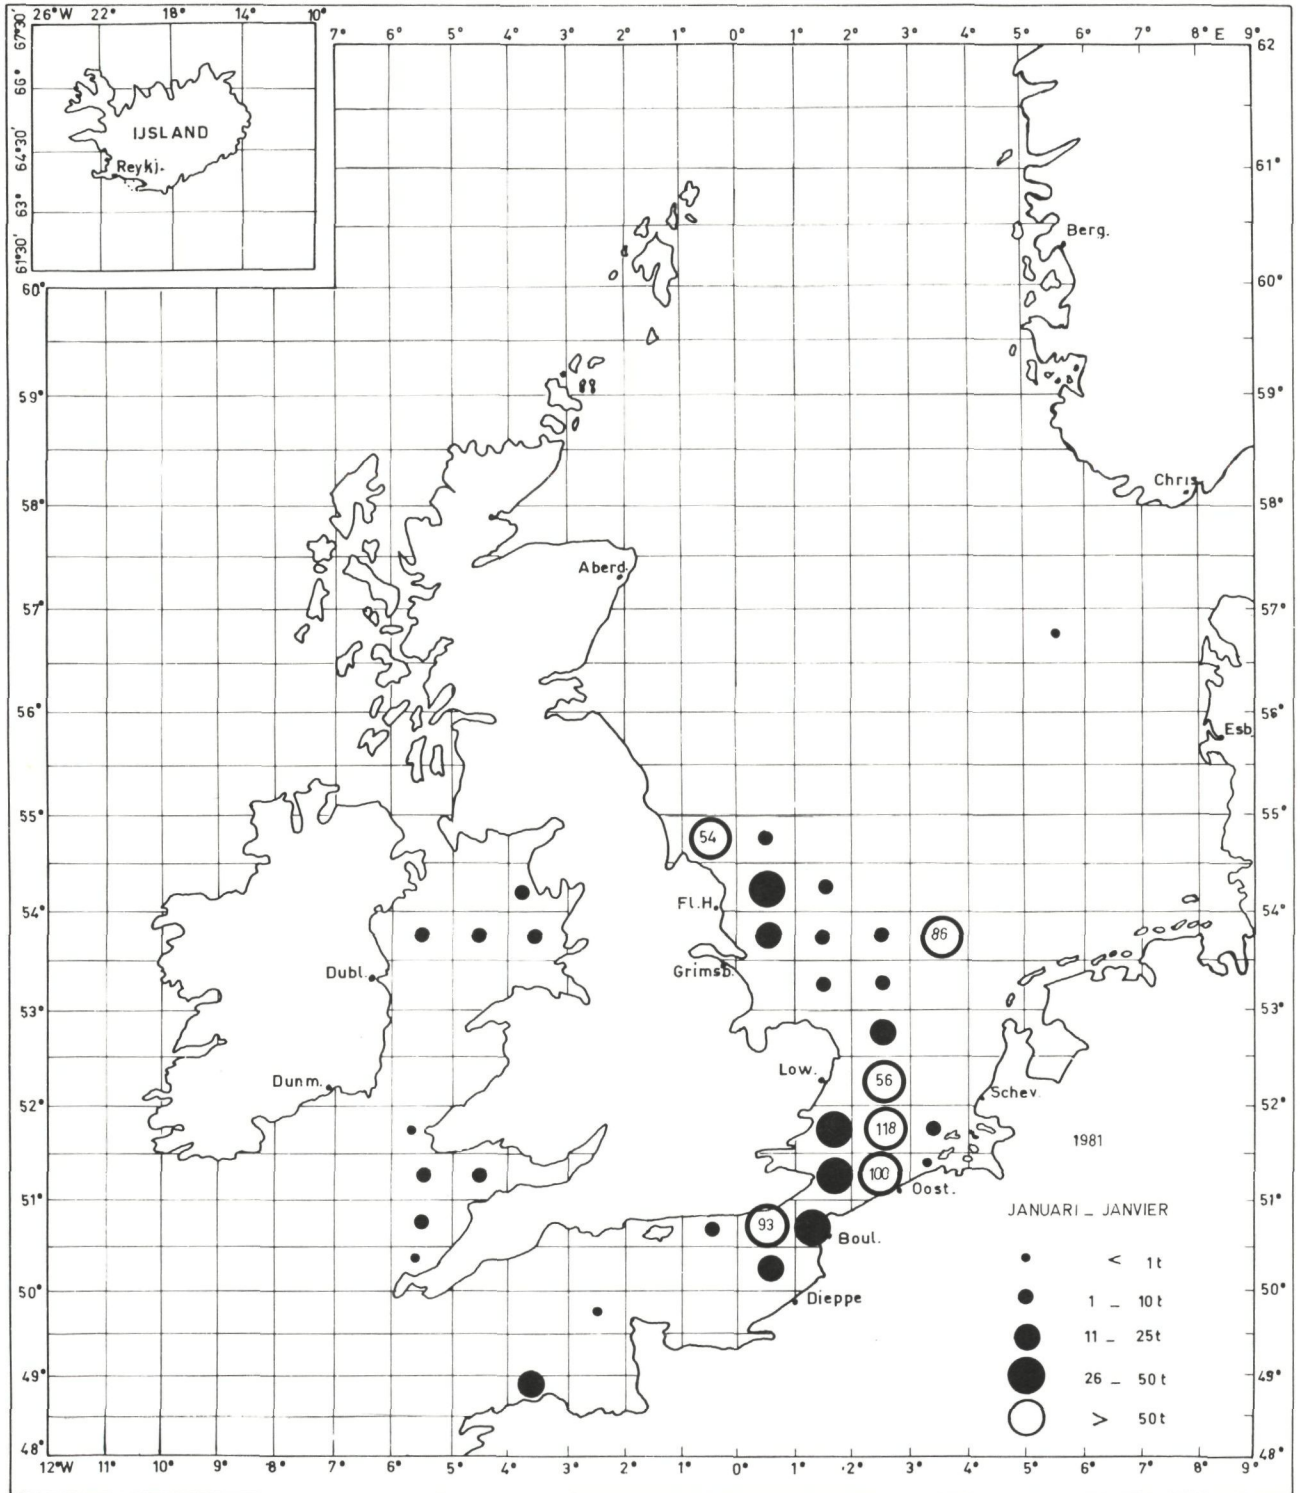 26°W 22° 18° 14° 10°
67°30'
66°
64°30'
63°
61°30'
IJSLAND
Reykj.
7° 6° 5° 4° 3° 2° 1° 0° 1° 2° 3° 4° 5° 6° 7° 8° E 9°
62
61°
60° 60°
59° 59°
58° 58°
57° 57°
56° 56°
55° 55°
54° 54°
53° 53°
52° 52°
51° 51°
50° 50°
49° 49°
48° 48°
Berg.
Chris
Aberd.
Esb
54
Fl.H.
86
Grimsb.
Dubl.
Low.
56
Dunm.
Schev.
118
1981
100
Oost.
93
Boul.
Dieppe
JANUARI - JANVIER
< 1t
1 - 10t
11 - 25t
26 - 50t
> 50t
12°W 10° 9° 8° 7° 6° 5° 4° 3° 2° 1° 0° 1° 2° 3° 4° 5° 6° 7° 8° 9°